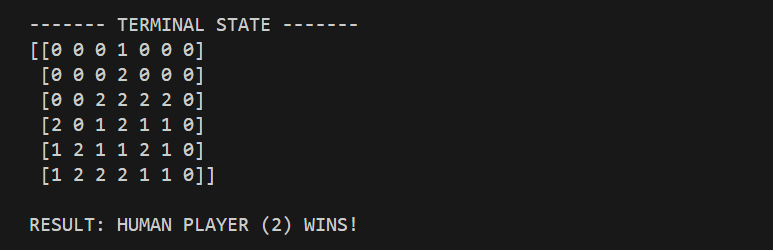 ------- TERMINAL STATE -------
[[0 0 0 1 0 0 0]
 [0 0 0 2 0 0 0]
 [0 0 2 2 2 2 0]
 [2 0 1 2 1 1 0]
 [1 2 1 1 2 1 0]
 [1 2 2 2 1 1 0]]
RESULT: HUMAN PLAYER (2) WINS!